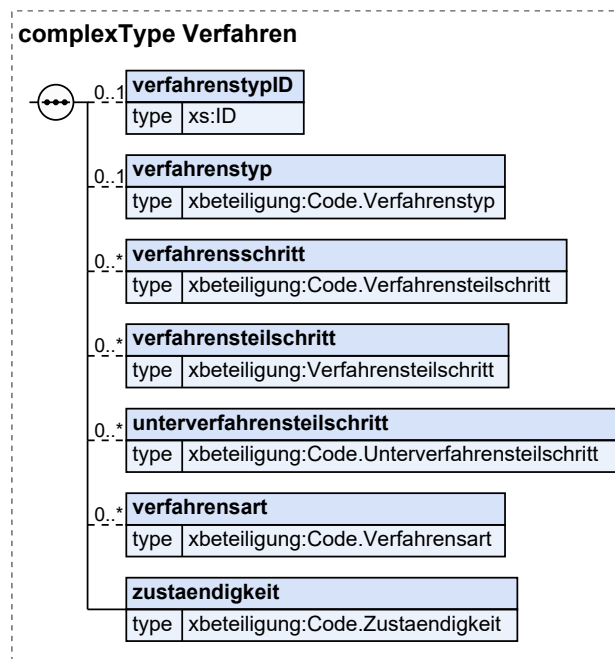 complexType Verfahren
0..1 verfahrenstypID
type xs:ID
0..1 verfahrenstyp
type xbeteiligung:Code.Verfahrenstyp
0..* verfahrensschritt
type xbeteiligung:Code.Verfahrensteilschritt
0..* verfahrensteilschritt
type xbeteiligung:Verfahrensteilschritt
0..* unterverfahrensteilschritt
type xbeteiligung:Code.Unterverfahrensteilschritt
0..* verfahrensart
type xbeteiligung:Code.Verfahrensart
zustaendigkeit
type xbeteiligung:Code.Zustaendigkeit